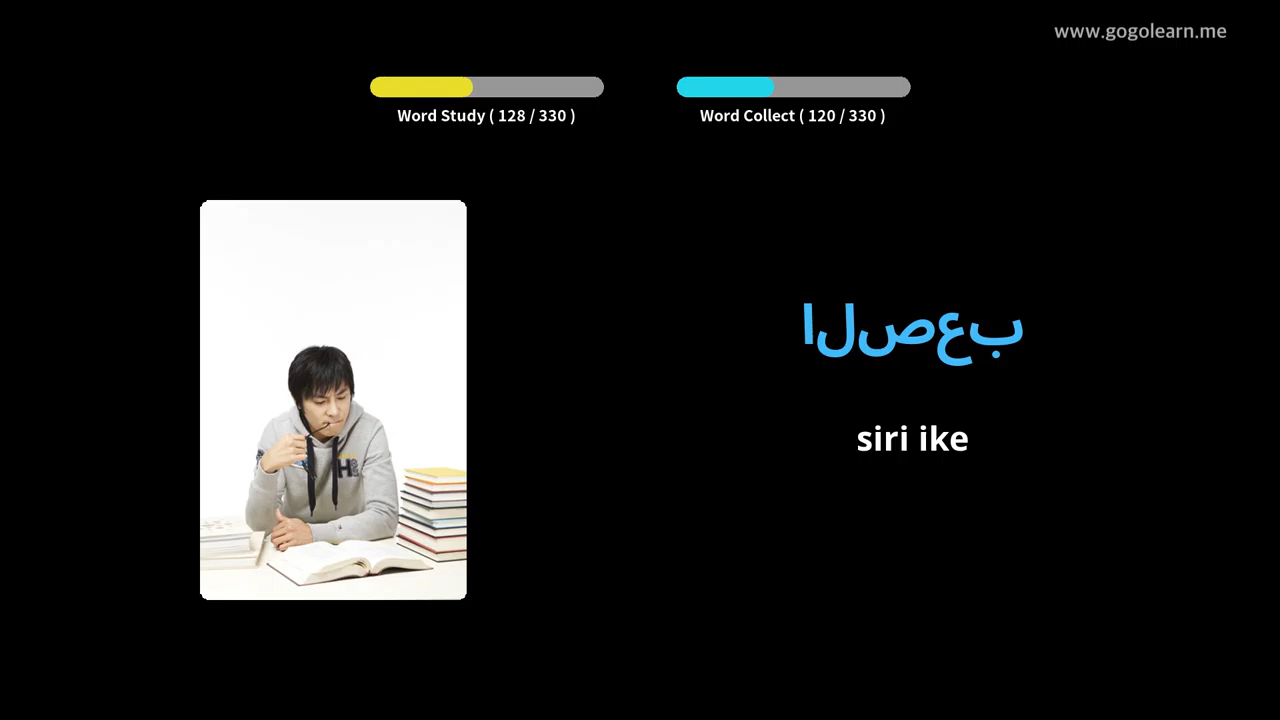 www.gogolearn.me
Word Study ( 128 / 330 )
Word Collect ( 120 / 330 )
الصعب
siri ike